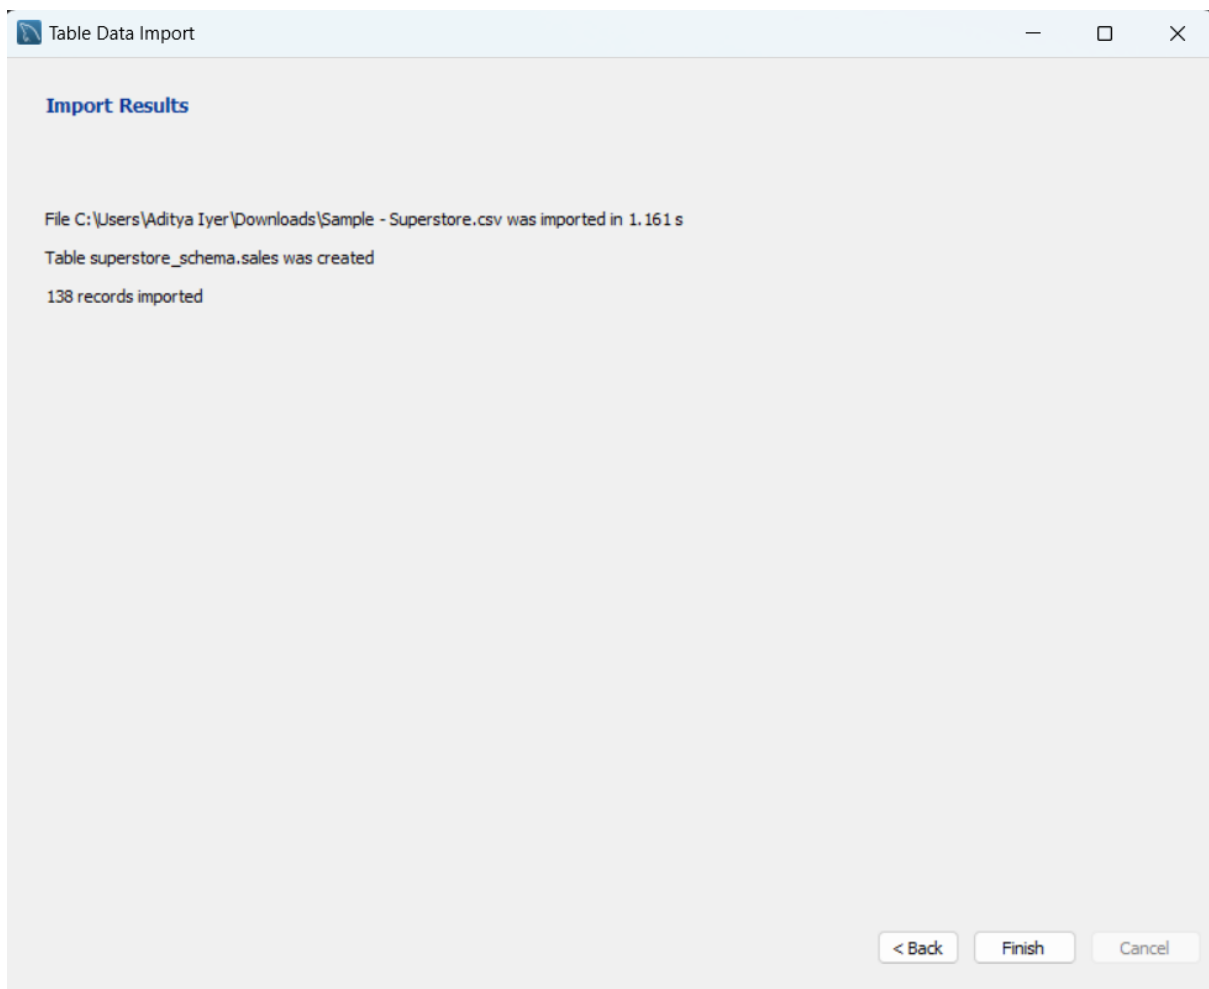 Table Data Import
Import Results
File C:\Users\Aditya Iyer\Downloads\Sample - Superstore.csv was imported in 1.161 s
Table superstore_schema.sales was created
138 records imported
< Back Finish Cancel